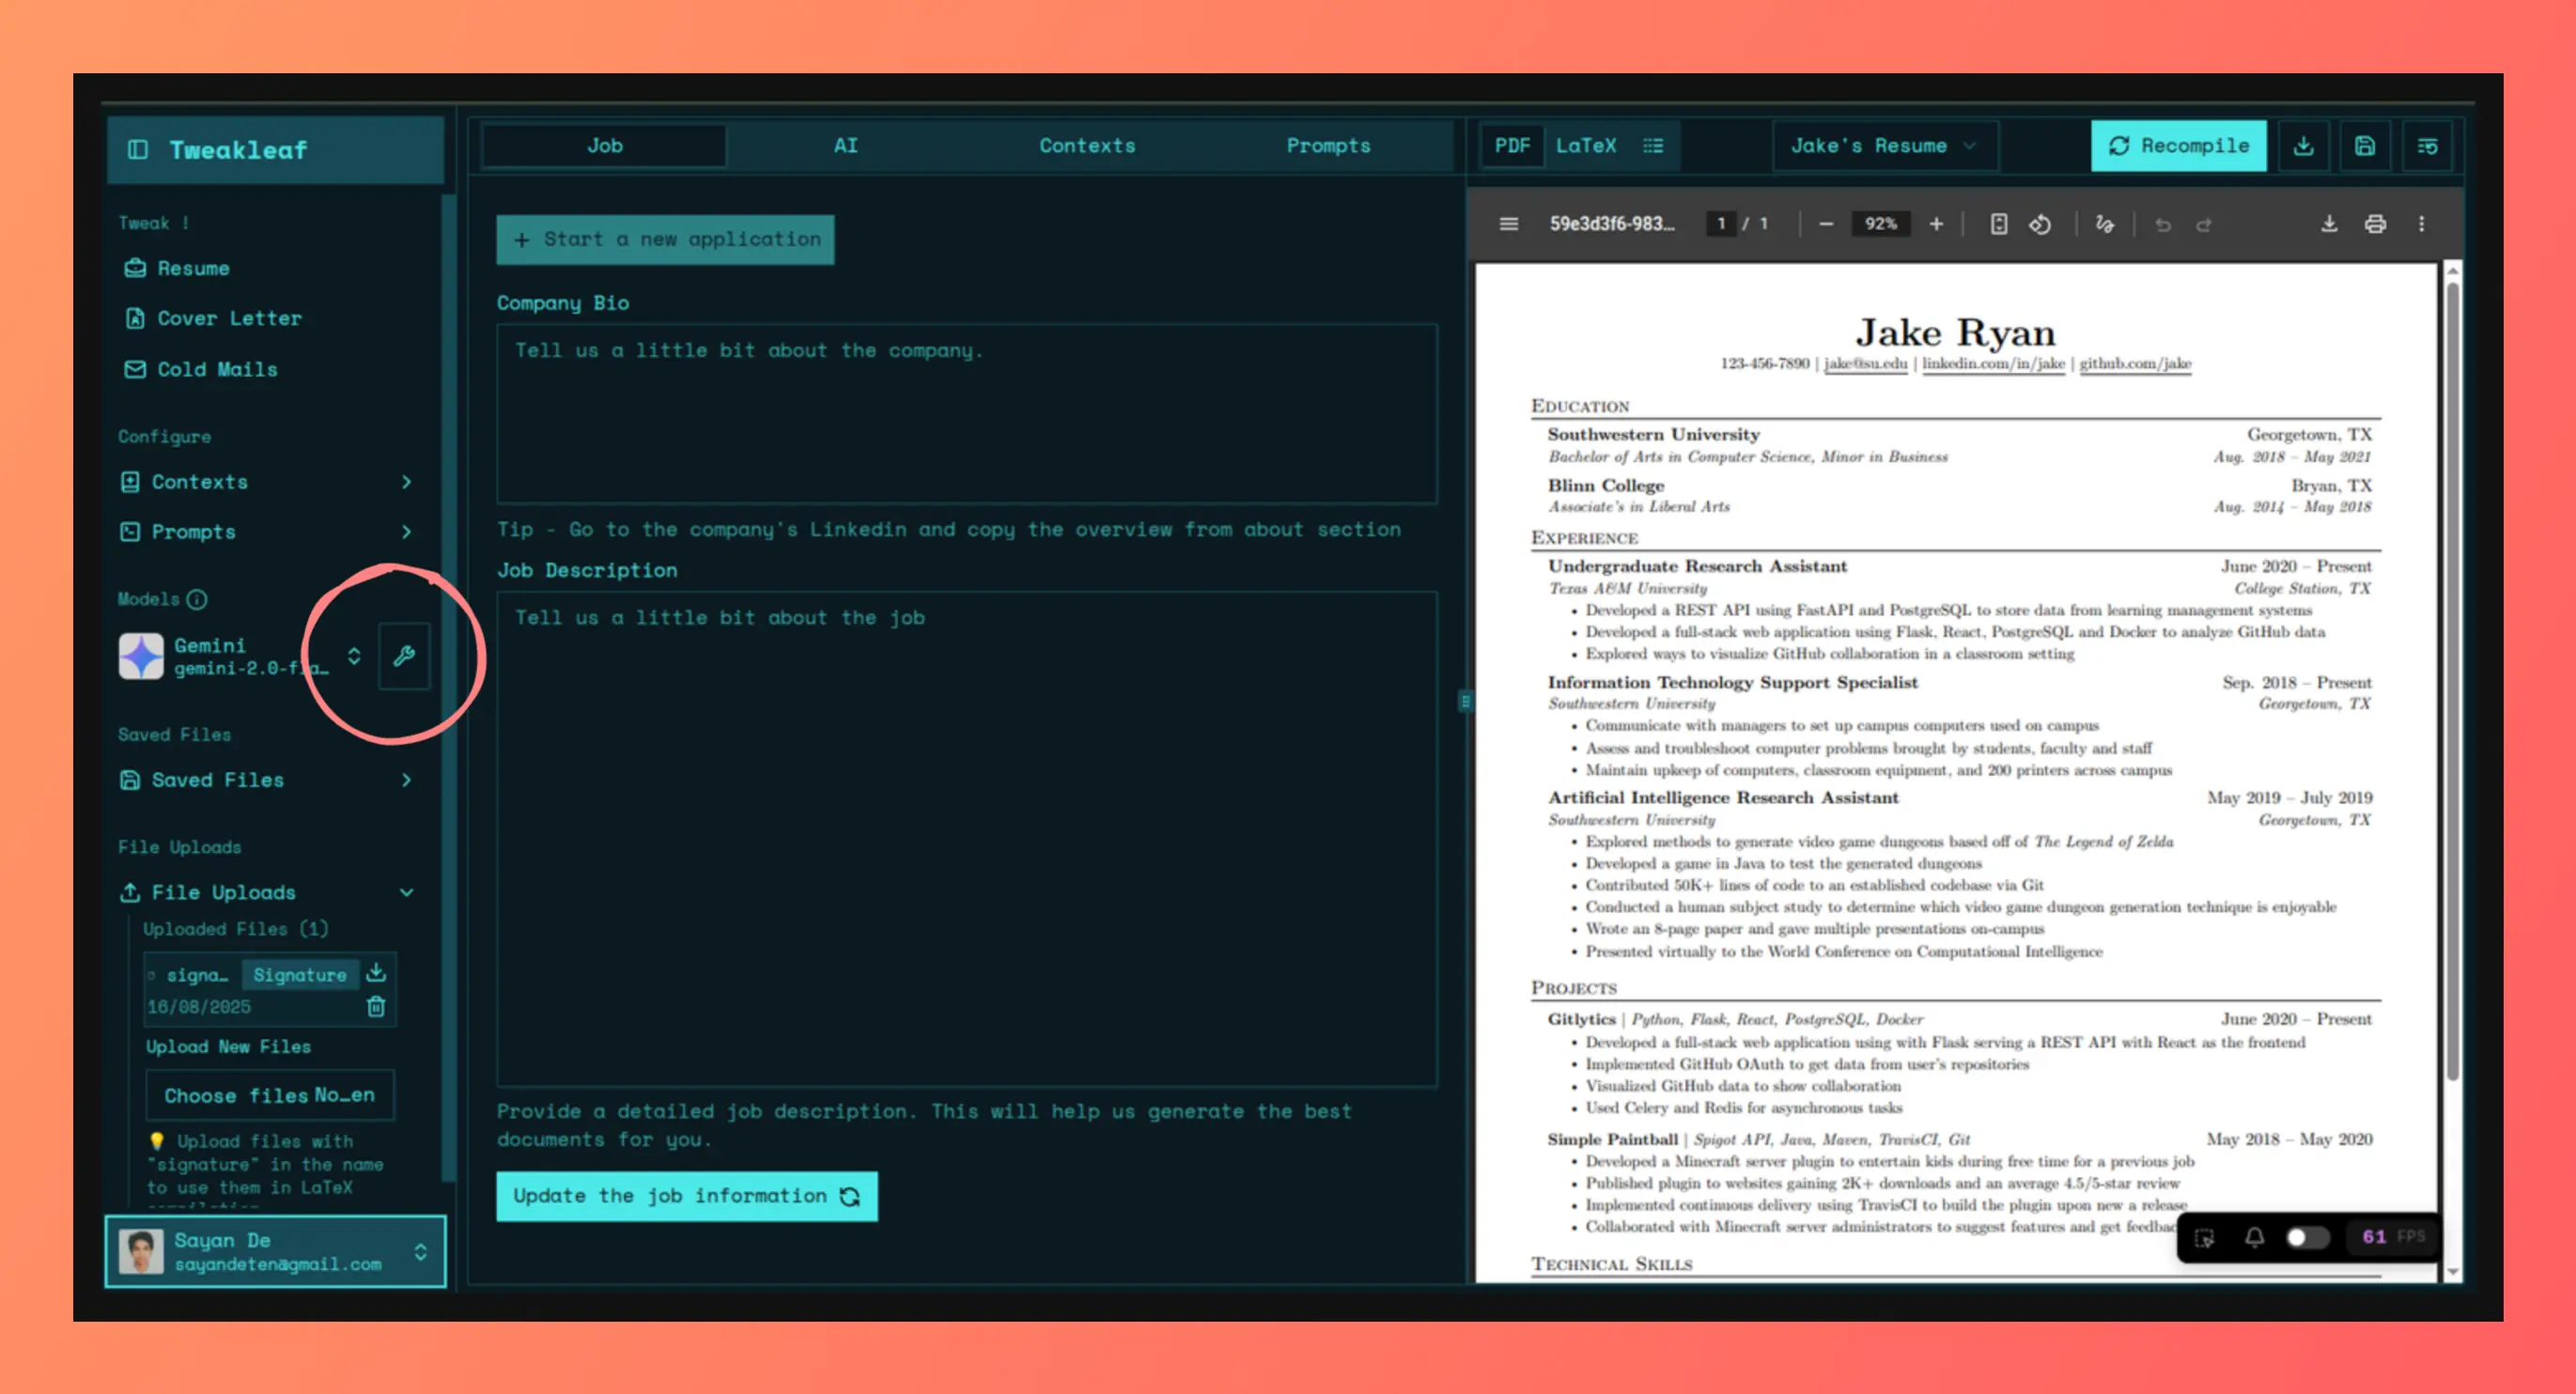 Tweakleaf
Tweak !
Resume
Cover Letter
Cold Mails
Configure
Contexts
Prompts
Models
Gemini
gemini-2.0-fla…
Saved Files
Saved Files
File Uploads
File Uploads
Uploaded Files (1)
signa… Signature
16/08/2025
Upload New Files
Choose files No…en
💡 Upload files with
"signature" in the name
to use them in LaTeX
Sayan De
sayandeten@gmail.com
Job AI Contexts Prompts
+ Start a new application
Company Bio
Tell us a little bit about the company.
Tip - Go to the company's Linkedin and copy the overview from about section
Job Description
Tell us a little bit about the job
Provide a detailed job description. This will help us generate the best
documents for you.
Update the job information
PDF LaTeX Jake's Resume Recompile
59e3d3f6-983... 1 / 1 − 92% +
Jake Ryan
123-456-7890 | jake@su.edu | linkedin.com/in/jake | github.com/jake
Education
Southwestern University Georgetown, TX
Bachelor of Arts in Computer Science, Minor in Business Aug. 2018 – May 2021
Blinn College Bryan, TX
Associate's in Liberal Arts Aug. 2014 – May 2018
Experience
Undergraduate Research Assistant June 2020 – Present
Texas A&M University College Station, TX
• Developed a REST API using FastAPI and PostgreSQL to store data from learning management systems
• Developed a full-stack web application using Flask, React, PostgreSQL and Docker to analyze GitHub data
• Explored ways to visualize GitHub collaboration in a classroom setting
Information Technology Support Specialist Sep. 2018 – Present
Southwestern University Georgetown, TX
• Communicate with managers to set up campus computers used on campus
• Assess and troubleshoot computer problems brought by students, faculty and staff
• Maintain upkeep of computers, classroom equipment, and 200 printers across campus
Artificial Intelligence Research Assistant May 2019 – July 2019
Southwestern University Georgetown, TX
• Explored methods to generate video game dungeons based off of The Legend of Zelda
• Developed a game in Java to test the generated dungeons
• Contributed 50K+ lines of code to an established codebase via Git
• Conducted a human subject study to determine which video game dungeon generation technique is enjoyable
• Wrote an 8-page paper and gave multiple presentations on-campus
• Presented virtually to the World Conference on Computational Intelligence
Projects
Gitlytics | Python, Flask, React, PostgreSQL, Docker June 2020 – Present
• Developed a full-stack web application using with Flask serving a REST API with React as the frontend
• Implemented GitHub OAuth to get data from user's repositories
• Visualized GitHub data to show collaboration
• Used Celery and Redis for asynchronous tasks
Simple Paintball | Spigot API, Java, Maven, TravisCI, Git May 2018 – May 2020
• Developed a Minecraft server plugin to entertain kids during free time for a previous job
• Published plugin to websites gaining 2K+ downloads and an average 4.5/5-star review
• Implemented continuous delivery using TravisCI to build the plugin upon new a release
• Collaborated with Minecraft server administrators to suggest features and get feedbac
Technical Skills
61 FPS